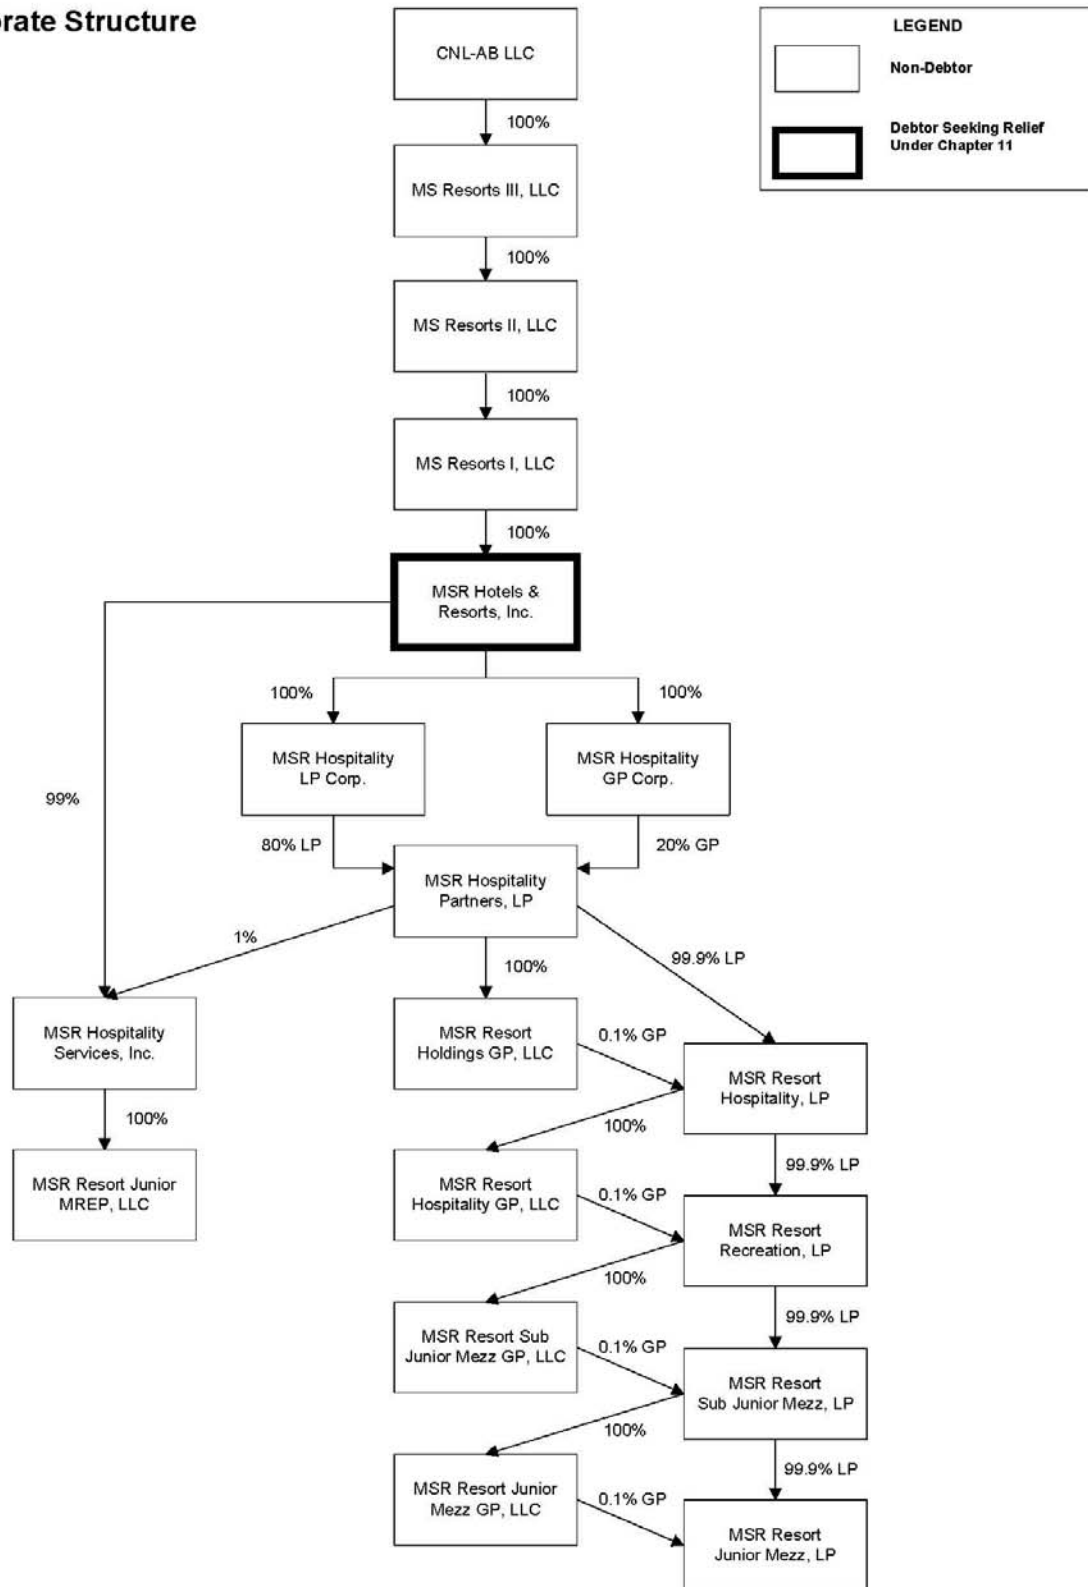 orate Structure
LEGEND
Non-Debtor
Debtor Seeking Relief
Under Chapter 11
CNL-AB LLC
100%
MS Resorts III, LLC
100%
MS Resorts II, LLC
100%
MS Resorts I, LLC
100%
MSR Hotels &
Resorts, Inc.
100%
100%
MSR Hospitality
LP Corp.
MSR Hospitality
GP Corp.
99%
80% LP
20% GP
MSR Hospitality
Partners, LP
1%
100%
99.9% LP
MSR Hospitality
Services, Inc.
MSR Resort
Holdings GP, LLC
0.1% GP
MSR Resort
Hospitality, LP
100%
100%
99.9% LP
MSR Resort Junior
MREP, LLC
MSR Resort
Hospitality GP, LLC
0.1% GP
MSR Resort
Recreation, LP
100%
99.9% LP
MSR Resort Sub
Junior Mezz GP, LLC
0.1% GP
MSR Resort
Sub Junior Mezz, LP
100%
99.9% LP
MSR Resort Junior
Mezz GP, LLC
0.1% GP
MSR Resort
Junior Mezz, LP